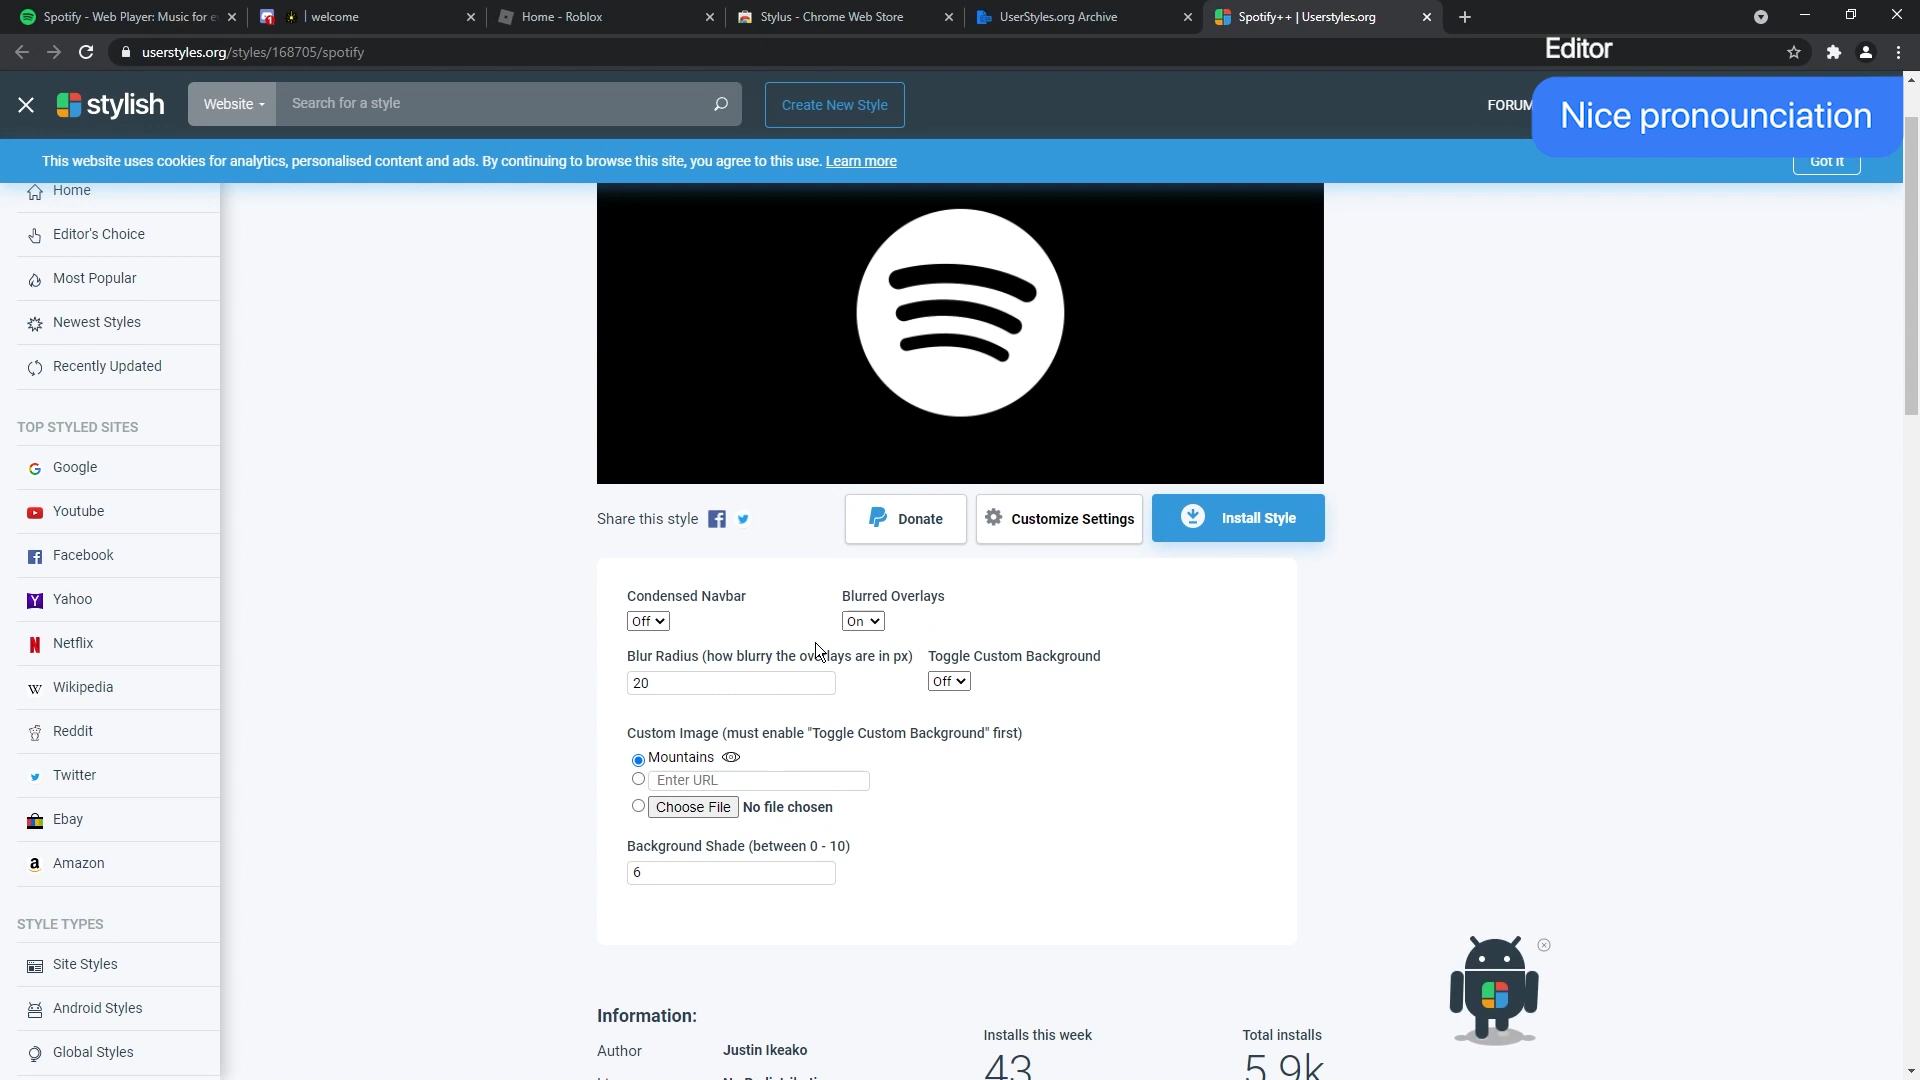 Spotify - Web Player: Music for e
| welcome
Home - Roblox
Stylus - Chrome Web Store
UserStyles.org Archive
Spotify++ | Userstyles.org
userstyles.org/styles/168705/spotify
Editor
stylish
Website
Search for a style
Create New Style
FORUM
Nice pronounciation
This website uses cookies for analytics, personalised content and ads. By continuing to browse this site, you agree to this use. Learn more
Got it
Home
Editor's Choice
Most Popular
Newest Styles
Recently Updated
TOP STYLED SITES
Google
Youtube
Facebook
Yahoo
Netflix
Wikipedia
Reddit
Twitter
Ebay
Amazon
STYLE TYPES
Site Styles
Android Styles
Global Styles
Share this style
Donate
Customize Settings
Install Style
Condensed Navbar
Blurred Overlays
Off
On
Blur Radius (how blurry the overlays are in px)
Toggle Custom Background
20
Off
Custom Image (must enable "Toggle Custom Background" first)
Mountains
Enter URL
Choose File No file chosen
Background Shade (between 0 - 10)
6
Information:
Installs this week
Total installs
Author
Justin Ikeako
43
5.9k